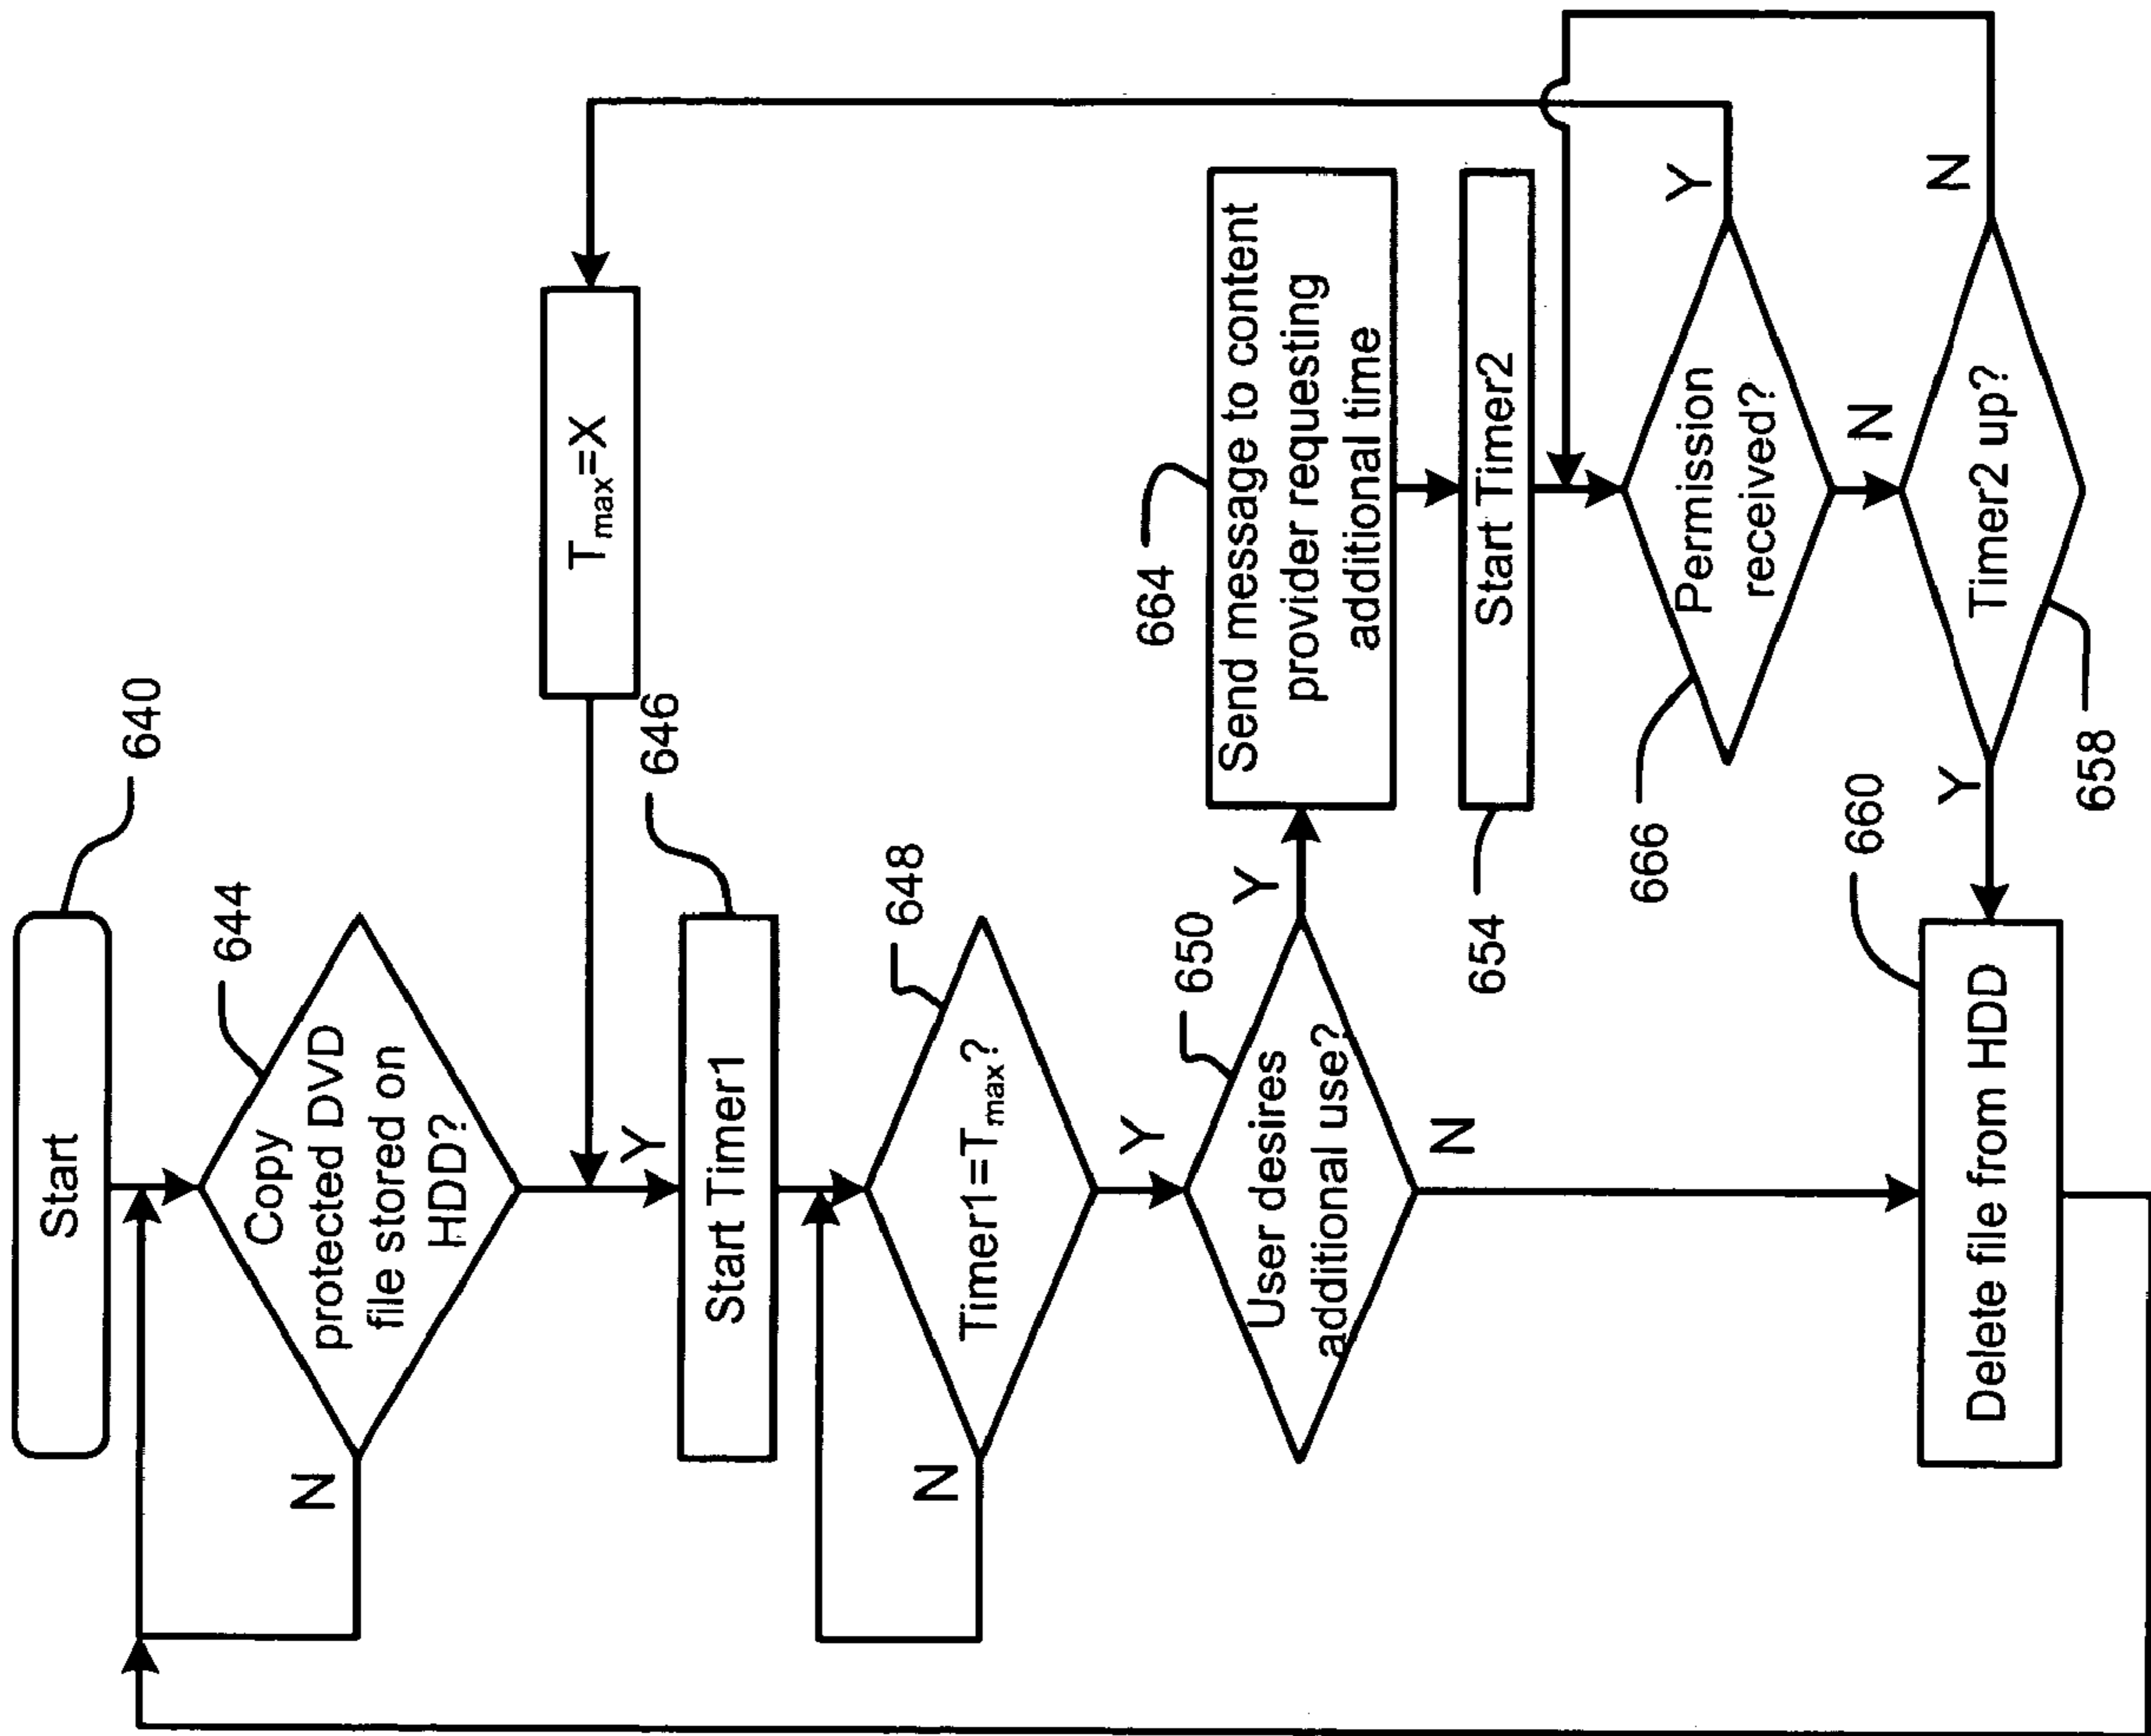 Start
640
Copy
protected DVD
file stored on
HDD?
644
N
Y
Tmax=X
Start Timer1
646
Timer1=Tmax?
648
N
Y
User desires
additional use?
650
Y
N
Send message to content
provider requesting
additional time
664
Start Timer2
654
Permission
received?
666
Y
N
Timer2 up?
658
N
Y
Delete file from HDD
660